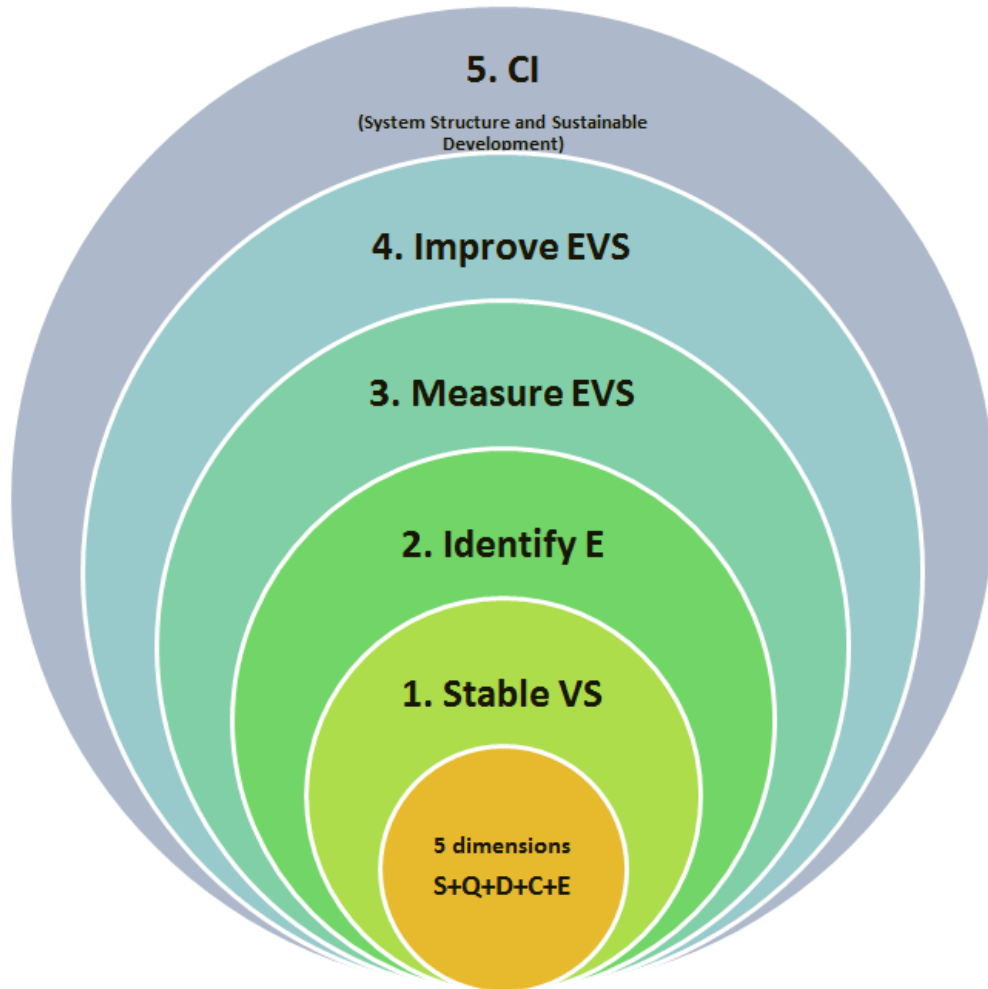 5. CI
(System Structure and Sustainable
Development)
4. Improve EVS
3. Measure EVS
2. Identify E
1. Stable VS
5 dimensions
S+Q+D+C+E